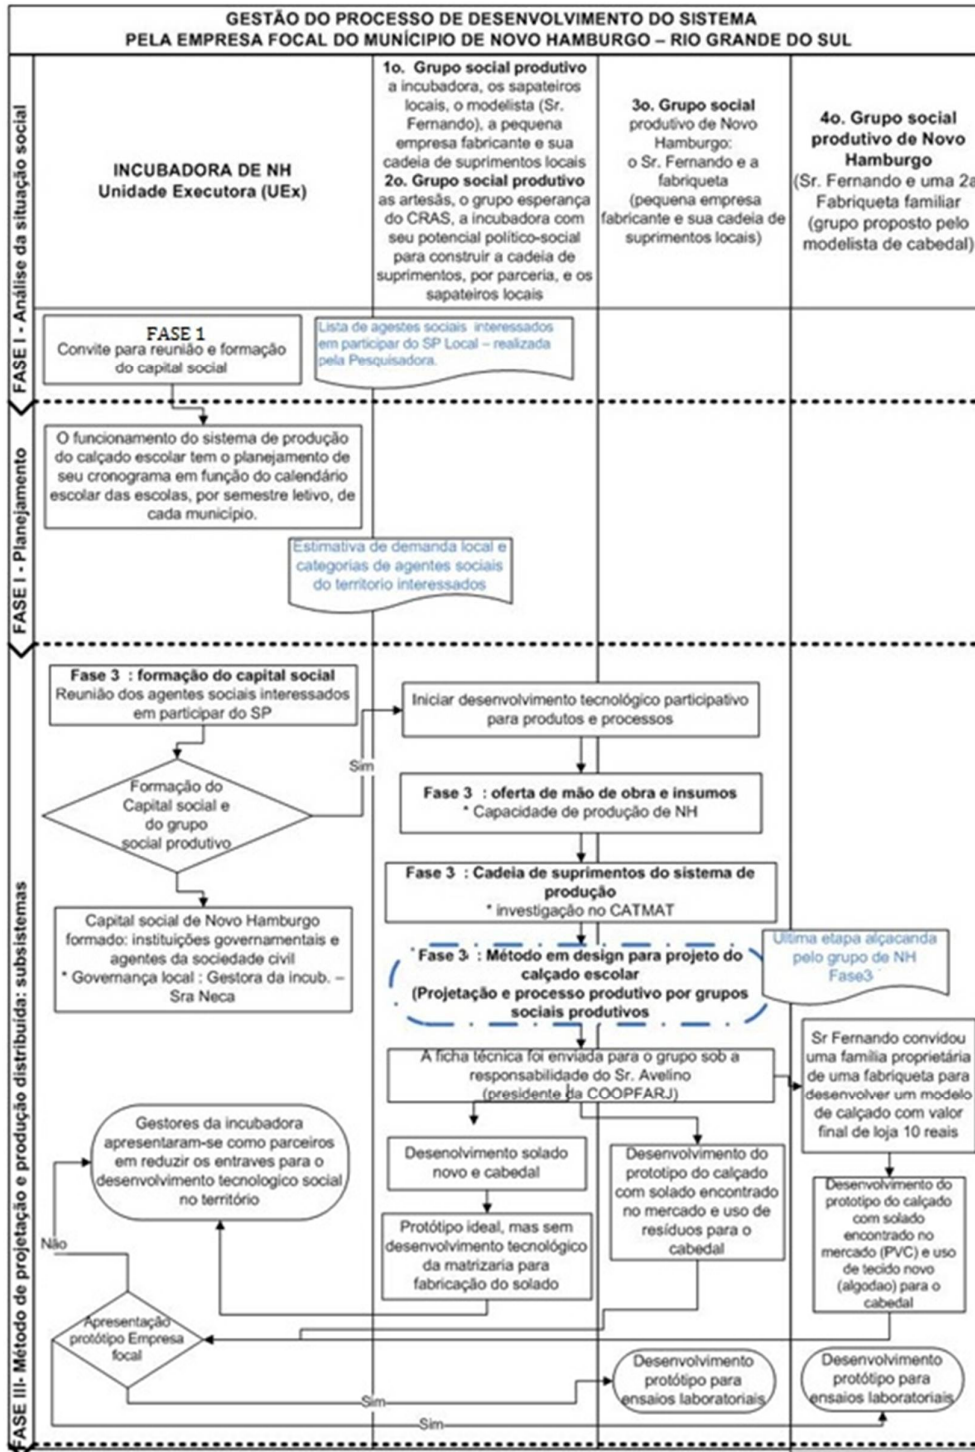 GESTÃO DO PROCESSO DE DESENVOLVIMENTO DO SISTEMA
PELA EMPRESA FOCAL DO MUNÍCIPIO DE NOVO HAMBURGO – RIO GRANDE DO SUL
FASE I - Análise da situação social
INCUBADORA DE NH
Unidade Executora (UEx)
1o. Grupo social produtivo
a incubadora, os sapateiros
locais, o modelista (Sr.
Fernando), a pequena
empresa fabricante e sua
cadeia de suprimentos locais
2o. Grupo social produtivo
as artesãs, o grupo esperança
do CRAS, a incubadora com
seu potencial político-social
para construir a cadeia de
suprimentos, por parceria, e os
sapateiros locais
3o. Grupo social
produtivo de Novo
Hamburgo:
o Sr. Fernando e a
fabriqueta
(pequena empresa
fabricante e sua cadeia de
suprimentos locais)
4o. Grupo social
produtivo de Novo
Hamburgo
(Sr. Fernando e uma 2a
Fabriqueta familiar
(grupo proposto pelo
modelista de cabedal)
FASE 1
Convite para reunião e formação
do capital social
Lista de agestes sociais interessados
em participar do SP Local – realizada
pela Pesquisadora.
FASE I - Planejamento
O funcionamento do sistema de produção
do calçado escolar tem o planejamento de
seu cronograma em função do calendário
escolar das escolas, por semestre letivo, de
cada município.
Estimativa de demanda local e
categorias de agentes sociais
do territorio interessados
FASE III- Método de projetação e produção distribuída: subsistemas
Fase 3 : formação do capital social
Reunião dos agentes sociais interessados
em participar do SP
Formação do
Capital social e
do grupo
social produtivo
Sim
Capital social de Novo Hamburgo
formado: instituições governamentais e
agentes da sociedade civil
* Governança local : Gestora da incub. –
Sra Neca
Iniciar desenvolvimento tecnológico participativo
para produtos e processos
Fase 3 : oferta de mão de obra e insumos
* Capacidade de produção de NH
Fase 3 : Cadeia de suprimentos do sistema de
produção
* investigação no CATMAT
Fase 3 : Método em design para projeto do
calçado escolar
(Projetação e processo produtivo por grupos
sociais produtivos
Ultima etapa alçacanda
pelo grupo de NH
Fase3
A ficha técnica foi enviada para o grupo sob a
responsabilidade do Sr. Avelino
(presidente da COOPFARJ)
Sr Fernando convidou
uma família proprietária
de uma fabriqueta para
desenvolver um modelo
de calçado com valor
final de loja 10 reais
Gestores da incubadora
apresentaram-se como parceiros
em reduzir os entraves para o
desenvolvimento tecnologico social
no território
Desenolvimento solado
novo e cabedal
Desenvolvimento do
prototipo do calçado
com solado encontrado
no mercado e uso de
resíduos para o
cabedal
Desenvolvimento do
prototipo do calçado
com solado
encontrado no
mercado (PVC) e uso
de tecido novo
(algodao) para o
cabedal
Protótipo ideal, mas sem
desenvolvimento tecnológico
da matrizaria para
fabricação do solado
Não
Apresentação
protótipo Empresa
focal
Desenvolvimento
protótipo para
ensaios laboratoriais
Desenvolvimento
protótipo para
ensaios laboratoriais
Sim
Sim